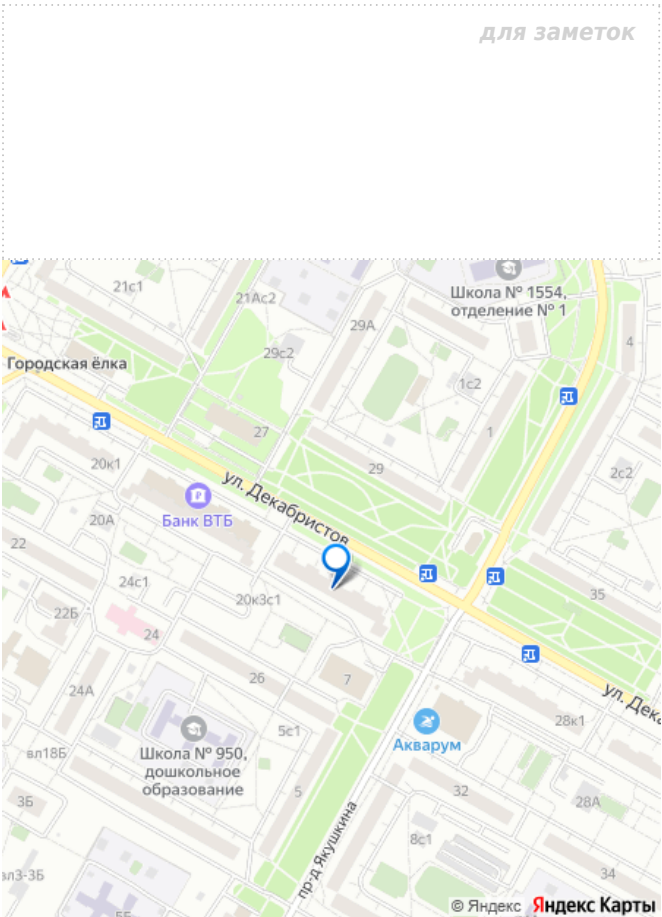 для заметок
21с1
21Ас2
Школа № 1554,
отделение № 1
29А
4
29с2
Городская ёлка
1с2
27
1
29
20к1
2с2
ул. Декабристов
Банк ВТБ
20А
22
24с1
20к3с1
35
22Б
24
26
7
24А
ул. Дека
28к1
5с1
вл18Б
Акварум
Школа № 950,
дошкольное
образование
5
32
3Б
28А
пр-д Якушкина
8с1
вл3-3Б
34
5Б
© Яндекс Яндекс Карты